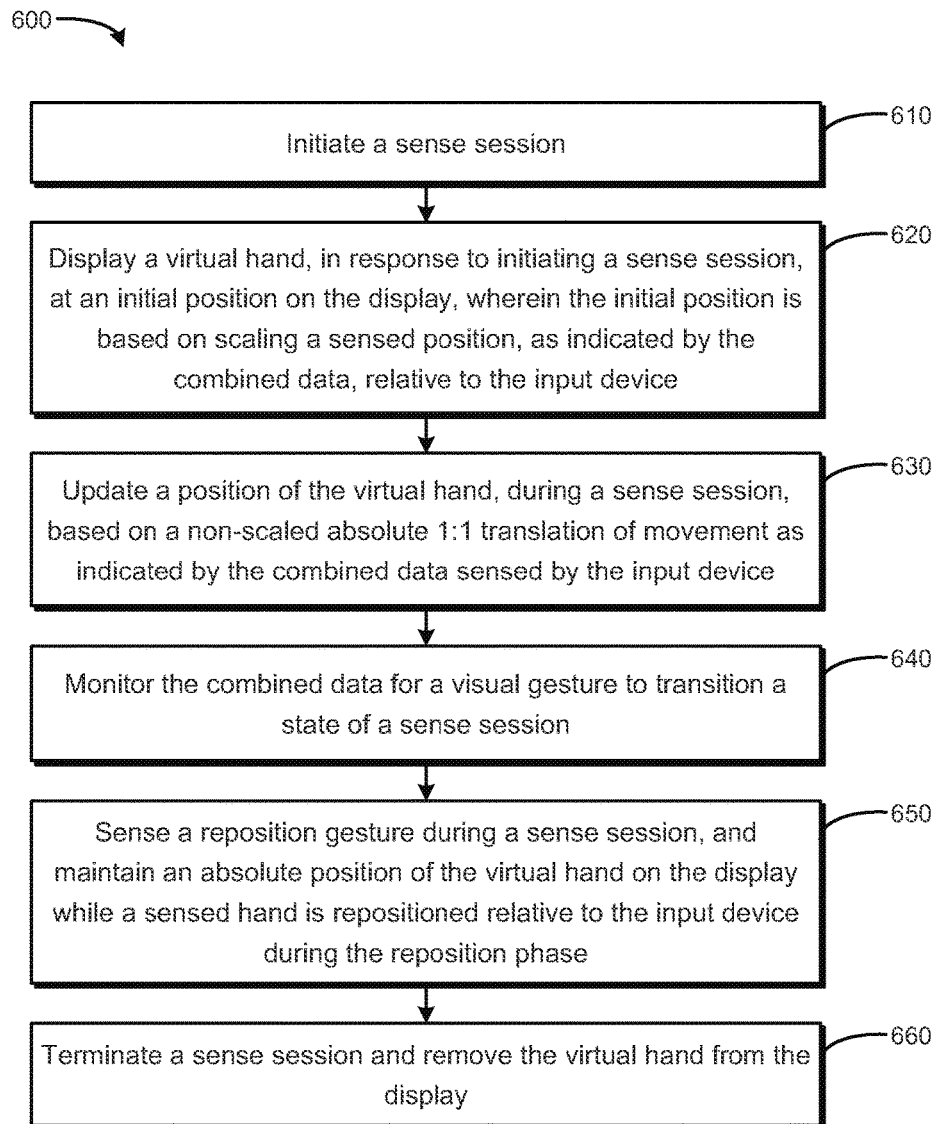 600
Initiate a sense session
610
Display a virtual hand, in response to initiating a sense session,
at an initial position on the display, wherein the initial position is
based on scaling a sensed position, as indicated by the
combined data, relative to the input device
620
Update a position of the virtual hand, during a sense session,
based on a non-scaled absolute 1:1 translation of movement as
indicated by the combined data sensed by the input device
630
Monitor the combined data for a visual gesture to transition a
state of a sense session
640
Sense a reposition gesture during a sense session, and
maintain an absolute position of the virtual hand on the display
while a sensed hand is repositioned relative to the input device
during the reposition phase
650
Terminate a sense session and remove the virtual hand from the
display
660